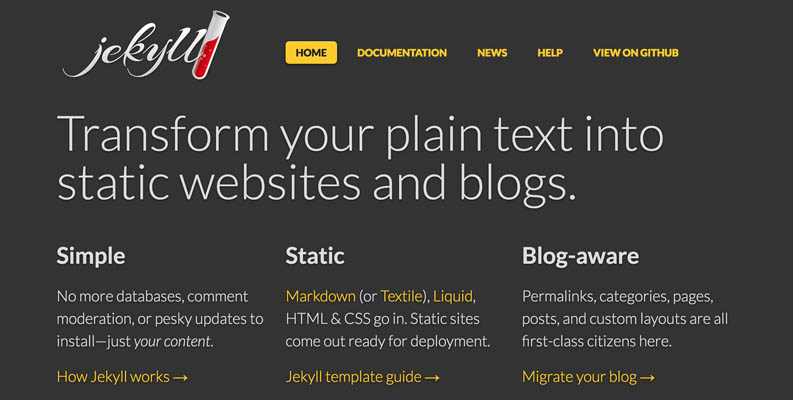 jekyll
HOME DOCUMENTATION NEWS HELP VIEW ON GITHUB
Transform your plain text into
static websites and blogs.
Simple
No more databases, comment
moderation, or pesky updates to
install—just your content.
How Jekyll works →
Static
Markdown (or Textile), Liquid,
HTML & CSS go in. Static sites
come out ready for deployment.
Jekyll template guide →
Blog-aware
Permalinks, categories, pages,
posts, and custom layouts are all
first-class citizens here.
Migrate your blog →